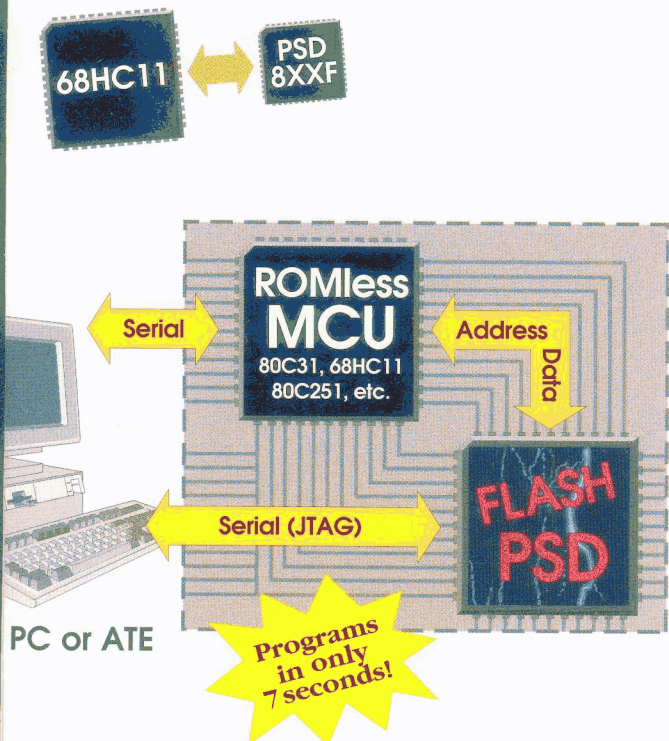 68HC11
PSD
8XXF
ROMless
MCU
80C31, 68HC11
80C251, etc.
Serial
Address
Data
FLASH
PSD
Serial (JTAG)
PC or ATE
Programs
in only
7 seconds!